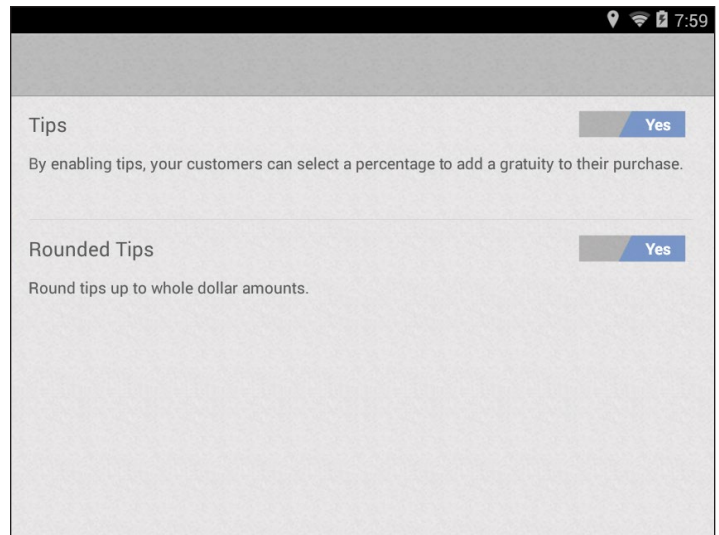 7:59
Tips
Yes
By enabling tips, your customers can select a percentage to add a gratuity to their purchase.
Rounded Tips
Yes
Round tips up to whole dollar amounts.